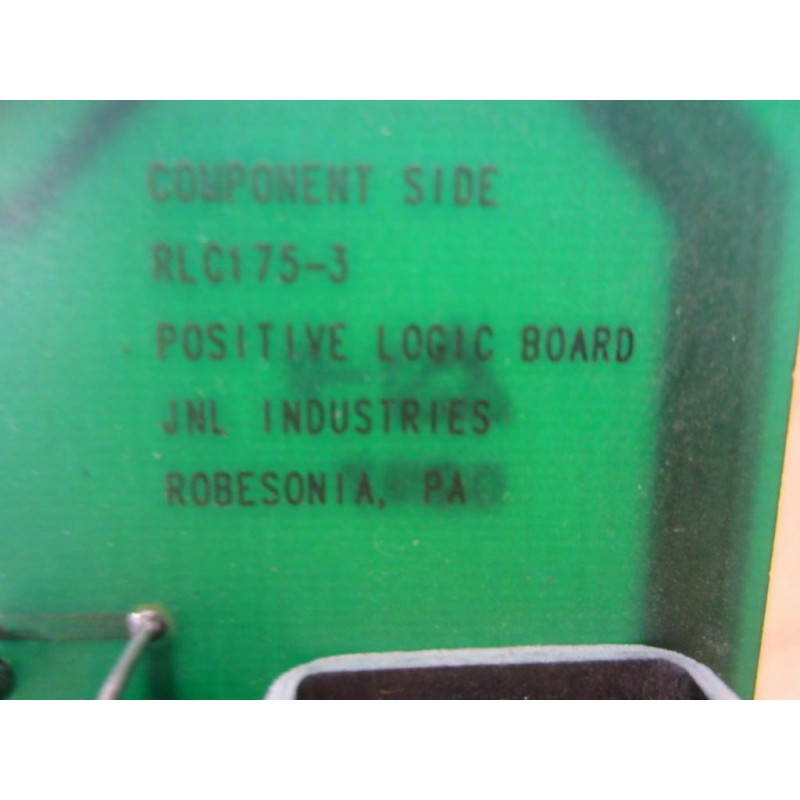 COMPONENT SIDE
RLC175-3
POSITIVE LOGIC BOARD
JNL INDUSTRIES
ROBESONIA, PA